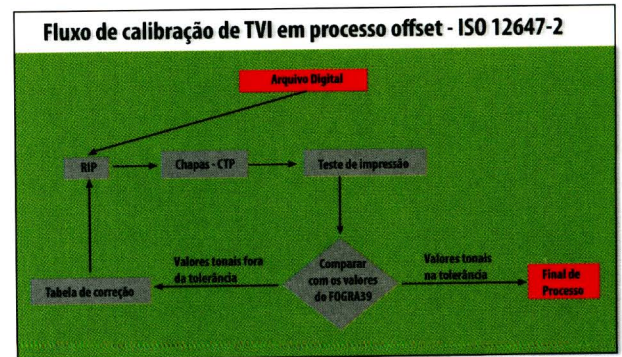 Fluxo de calibração de TVI em processo offset - ISO 12647-2
Arquivo Digital
RIP
Chapas - CTP
Teste de impressão
Valores tonais fora
da tolerância
Comparar
com os valores
do FOGRA39
Valores tonais
na tolerância
Tabela de correção
Final de
Processo